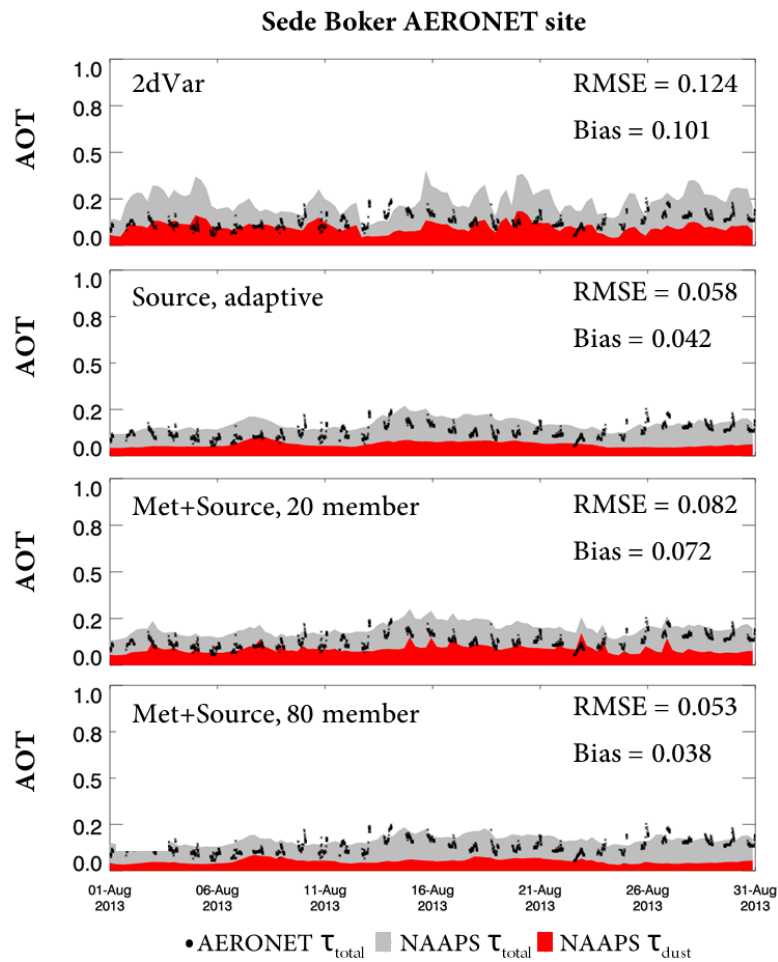 Sede Boker AERONET site
AOT
1.0
0.8
0.5
0.2
0.0
2dVar
RMSE = 0.124
Bias = 0.101
AOT
1.0
0.8
0.5
0.2
0.0
Source, adaptive
RMSE = 0.058
Bias = 0.042
AOT
1.0
0.8
0.5
0.2
0.0
Met+Source, 20 member
RMSE = 0.082
Bias = 0.072
AOT
1.0
0.8
0.5
0.2
0.0
Met+Source, 80 member
RMSE = 0.053
Bias = 0.038
01-Aug 06-Aug 11-Aug 16-Aug 21-Aug 26-Aug 31-Aug
2013 2013 2013 2013 2013 2013 2013
• AERONET τtotal NAAPS τtotal NAAPS τdust